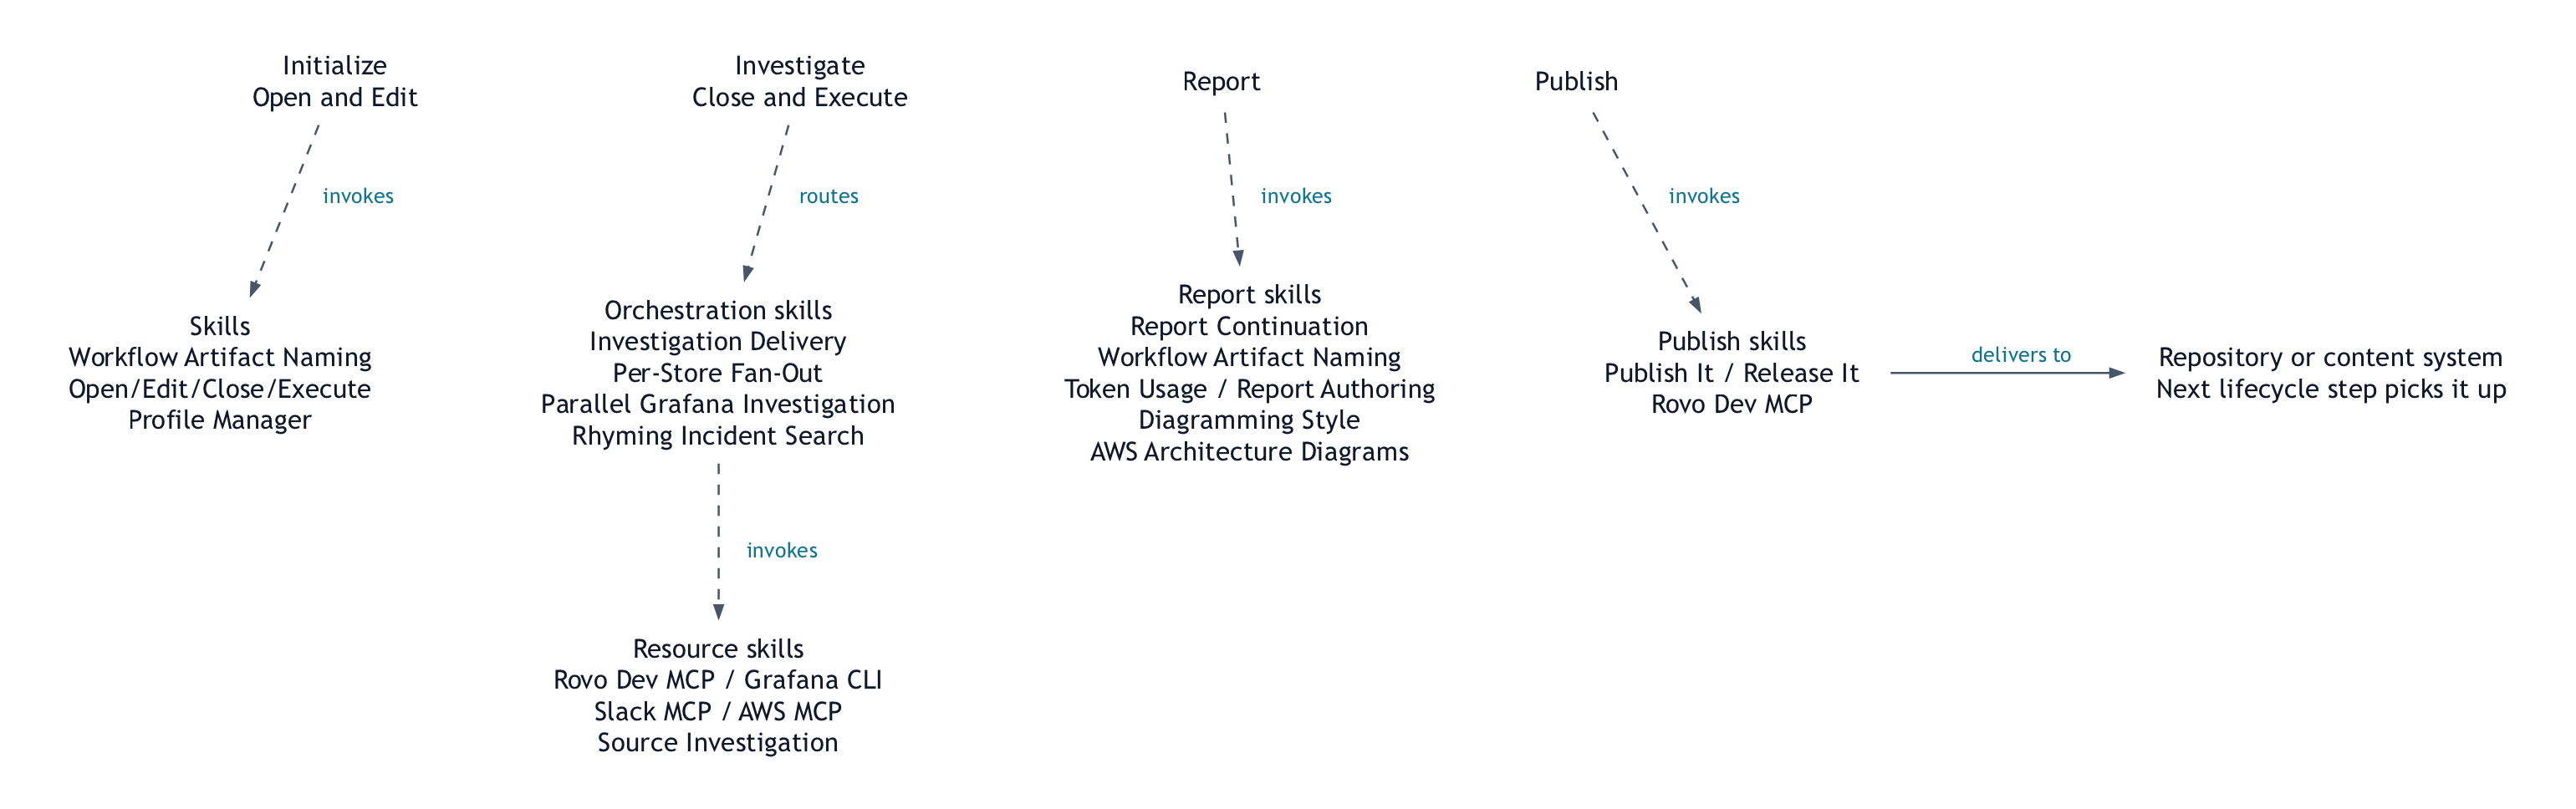 Initialize
Open and Edit
invokes
Skills
Workflow Artifact Naming
Open/Edit/Close/Execute
Profile Manager
Investigate
Close and Execute
routes
Orchestration skills
Investigation Delivery
Per-Store Fan-Out
Parallel Grafana Investigation
Rhyming Incident Search
invokes
Resource skills
Rovo Dev MCP / Grafana CLI
Slack MCP / AWS MCP
Source Investigation
Report
invokes
Report skills
Report Continuation
Workflow Artifact Naming
Token Usage / Report Authoring
Diagramming Style
AWS Architecture Diagrams
Publish
invokes
Publish skills
Publish It / Release It
Rovo Dev MCP
delivers to
Repository or content system
Next lifecycle step picks it up